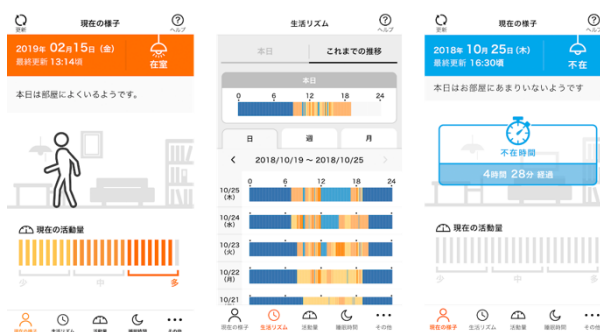 更新
現在の様子
ヘルプ
2019年 02月15日（金）
最終更新 13:14頃
在室
本日は部屋によくいるようです。
現在の活動量
少
中
多
現在の様子
生活リズム
活動量
睡眠時間
その他
生活リズム
ヘルプ
本日
これまでの推移
本日
0 6 12 18 24
日
週
月
2018/10/19 ～ 2018/10/25
0 6 12 18 24
10/25
(木)
10/24
(水)
10/23
(火)
10/22
(月)
10/21
現在の様子
生活リズム
活動量
睡眠時間
その他
更新
現在の様子
ヘルプ
2018年 10月 25日(木)
最終更新 16:30頃
不在
本日はお部屋にあまりいないようです
不在時間
4時間 28分 経過
現在の活動量
少
中
多
現在の様子
生活リズム
活動量
睡眠時間
その他